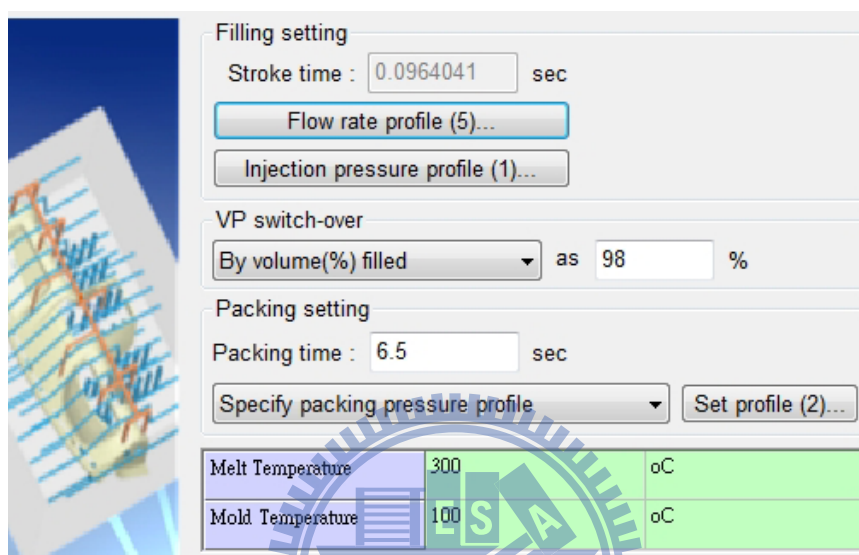 Filling setting
Stroke time : 0.0964041 sec
Flow rate profile (5)...
Injection pressure profile (1)...
VP switch-over
By volume(%) filled as 98 %
Packing setting
Packing time : 6.5 sec
Specify packing pressure profile Set profile (2)...
Melt Temperature 300 oC
Mold Temperature 100 oC
E S A